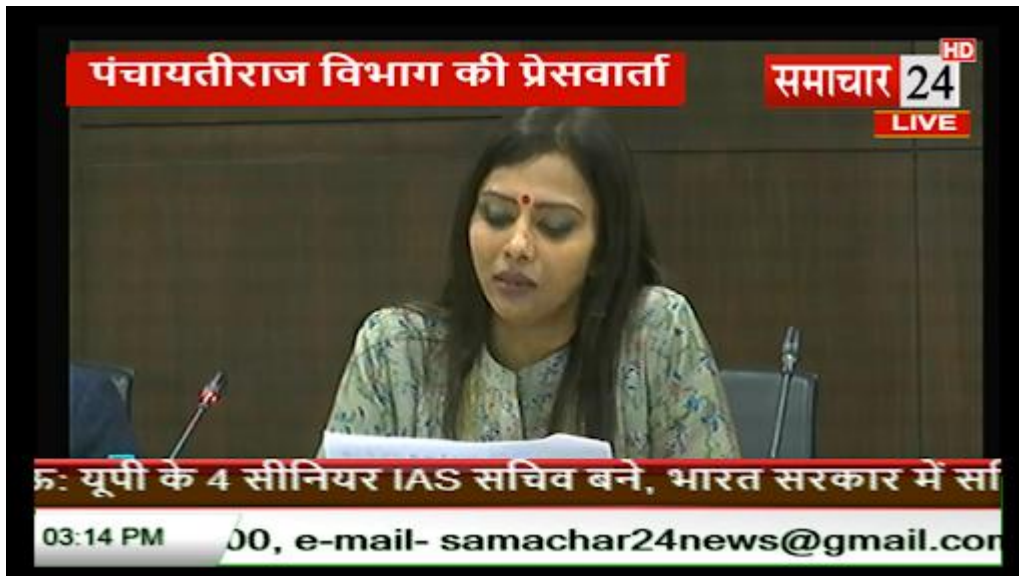 पंचायतीराज विभाग की प्रेसवार्ता
HD
समाचार 24
LIVE
यूपी के 4 सीनियर IAS सचिव बने, भारत सरकार में
03:14 PM
00, e-mail- samachar24news@gmail.com